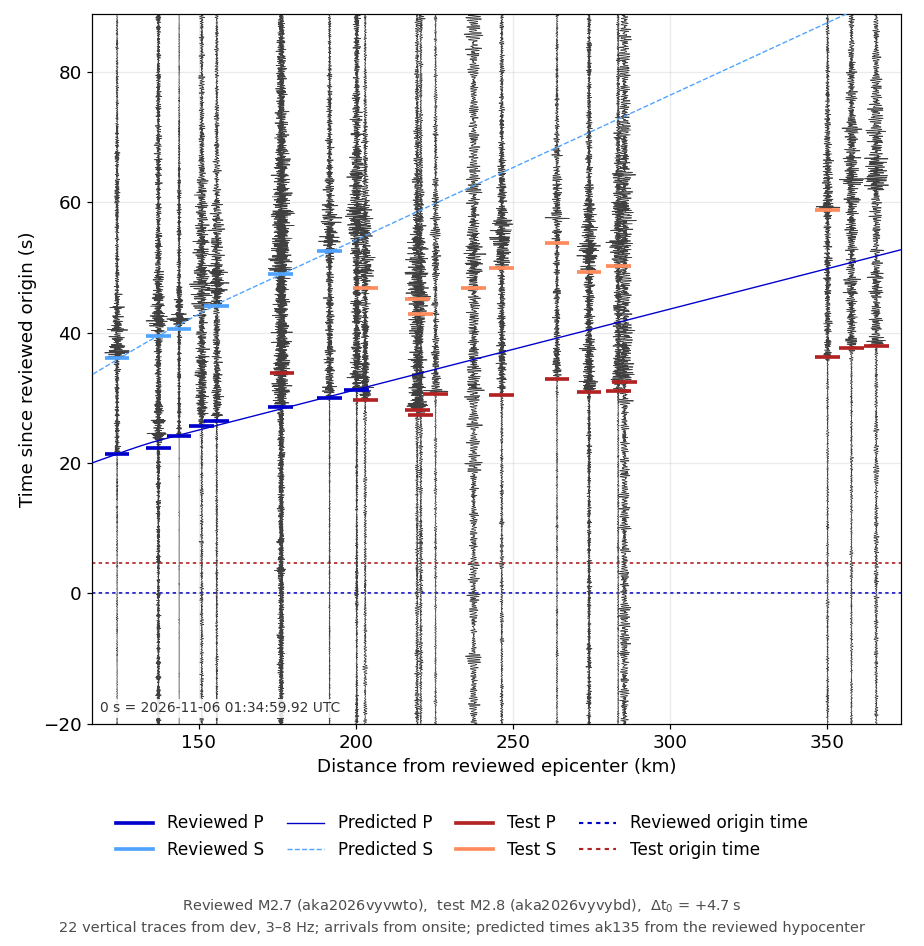 80
60
40
20
0
−20
Time since reviewed origin (s)
0 s = 2026-11-06 01:34:59.92 UTC
150 200 250 300 350
Distance from reviewed epicenter (km)
Reviewed P Predicted P Test P Reviewed origin time
Reviewed S Predicted S Test S Test origin time
Reviewed M2.7 (aka2026vyvwto), test M2.8 (aka2026vyvybd), Δt₀ = +4.7 s
22 vertical traces from dev, 3–8 Hz; arrivals from onsite; predicted times ak135 from the reviewed hypocenter